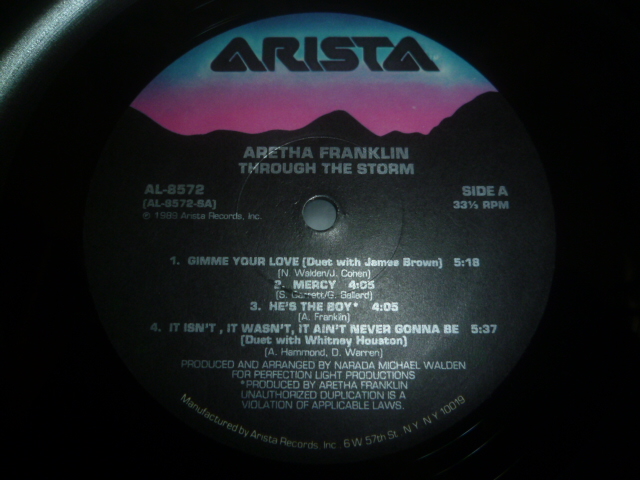 ARISTA
ARETHA FRANKLIN
THROUGH THE STORM
AL-8572
(AL-8572-SA)
℗ 1989 Arista Records, Inc.
SIDE A
33⅓ RPM
1. GIMME YOUR LOVE (Duet with James Brown) 5:18
(N. Walden/J. Cohen)
2. MERCY 4:05
(S. Garrett/G. Ballard)
3. HE'S THE BOY* 4:05
(A. Franklin)
4. IT ISN'T, IT WASN'T, IT AIN'T NEVER GONNA BE 5:37
(Duet with Whitney Houston)
(A. Hammond, D. Warren)
PRODUCED AND ARRANGED BY NARADA MICHAEL WALDEN
FOR PERFECTION LIGHT PRODUCTIONS
*PRODUCED BY ARETHA FRANKLIN
UNAUTHORIZED DUPLICATION IS A
VIOLATION OF APPLICABLE LAWS.
Manufactured by Arista Records, Inc. 6 W 57th St. N.Y. N.Y. 10019